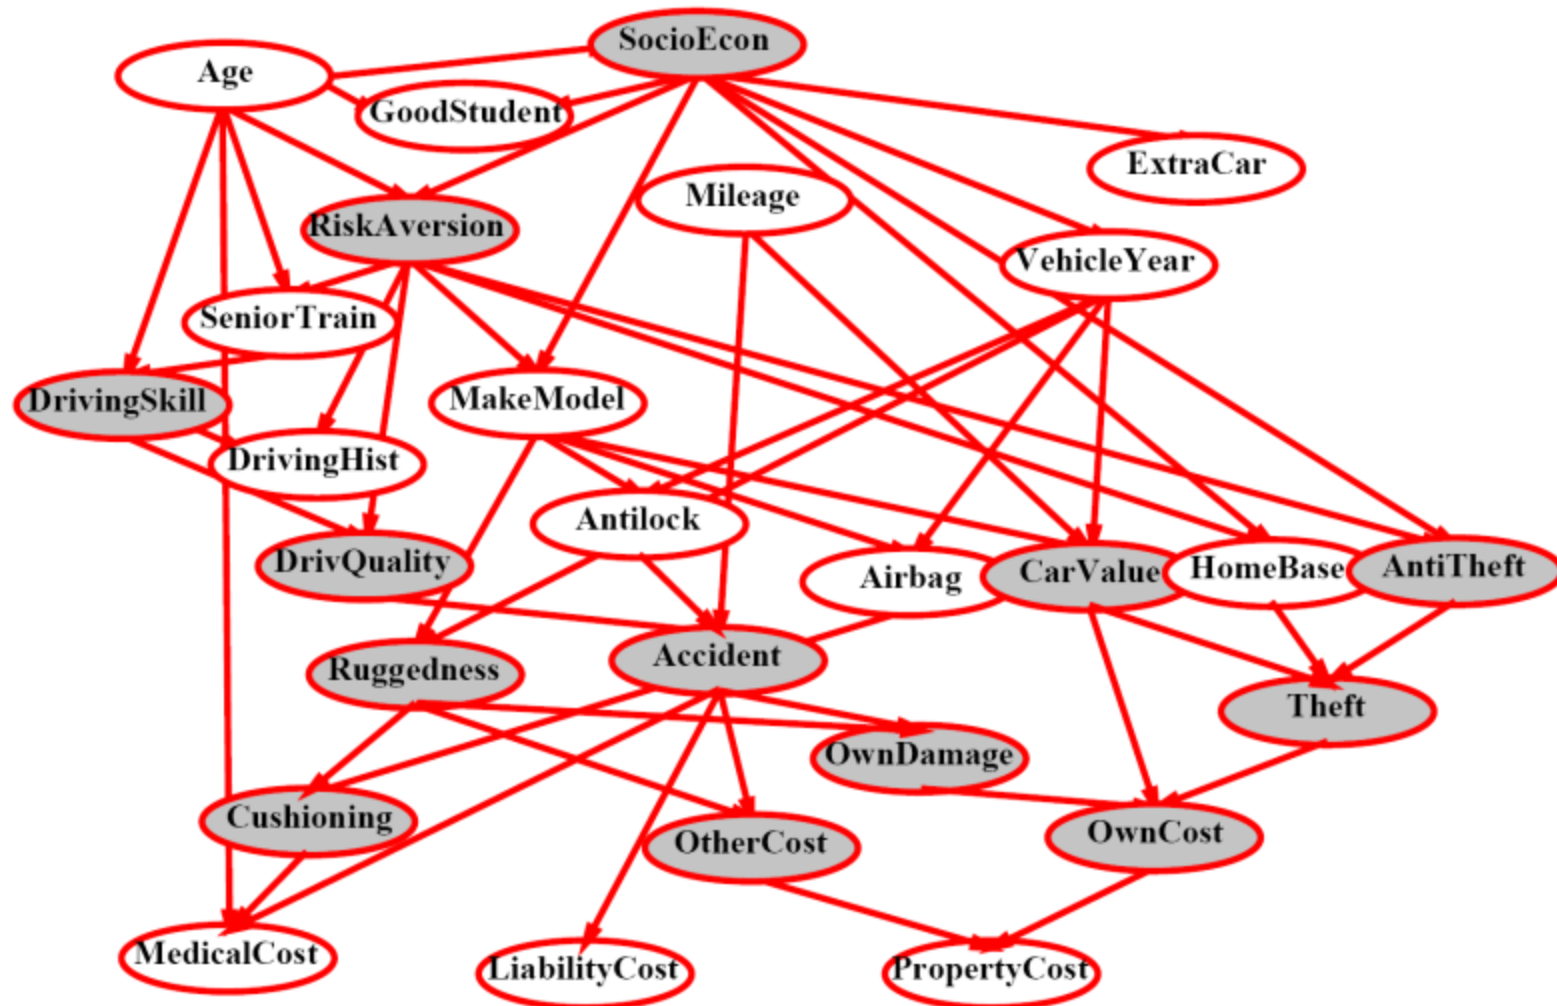 SocioEcon
Age
GoodStudent
ExtraCar
Mileage
RiskAversion
VehicleYear
SeniorTrain
DrivingSkill
MakeModel
DrivingHist
Antilock
DrivQuality
Airbag
CarValue
HomeBase
AntiTheft
Ruggedness
Accident
Theft
OwnDamage
Cushioning
OtherCost
OwnCost
MedicalCost
LiabilityCost
PropertyCost